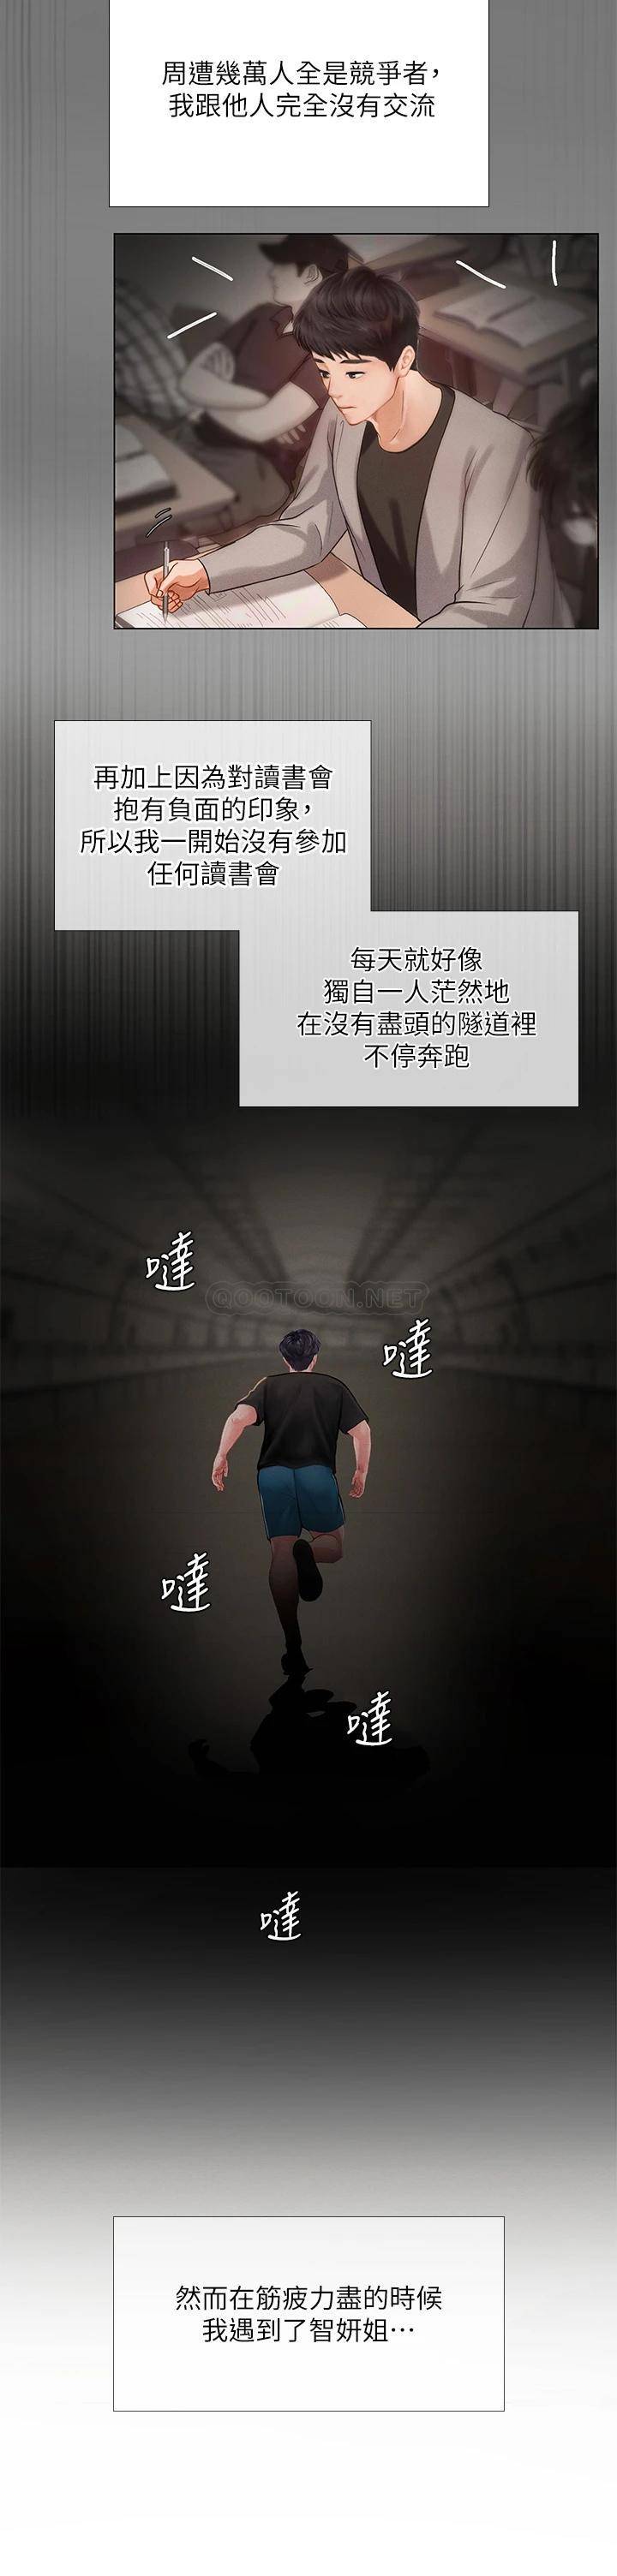 周遭幾萬人全是競爭者，
我跟他人完全沒有交流
再加上因為對讀書會
抱有負面的印象，
所以我一開始沒有參加
任何讀書會
每天就好像
獨自一人茫然地
在沒有盡頭的隧道裡
不停奔跑
噠
QOOTOON.NET
噠
噠
噠
噠
然而在筋疲力盡的時候
我遇到了智妍姐…